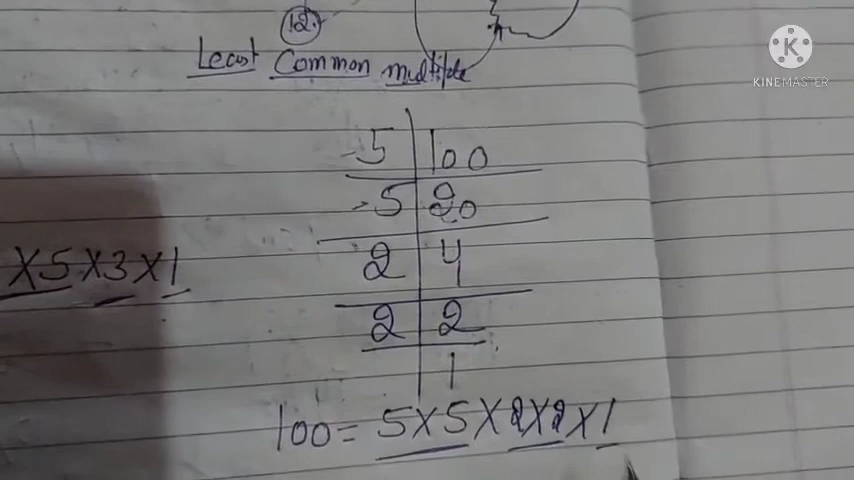 12.
Least Common multiple
KINEMASTER
5 100
5 20
X5X3X1
2 4
2 2
1
100= 5X5X2X2X1